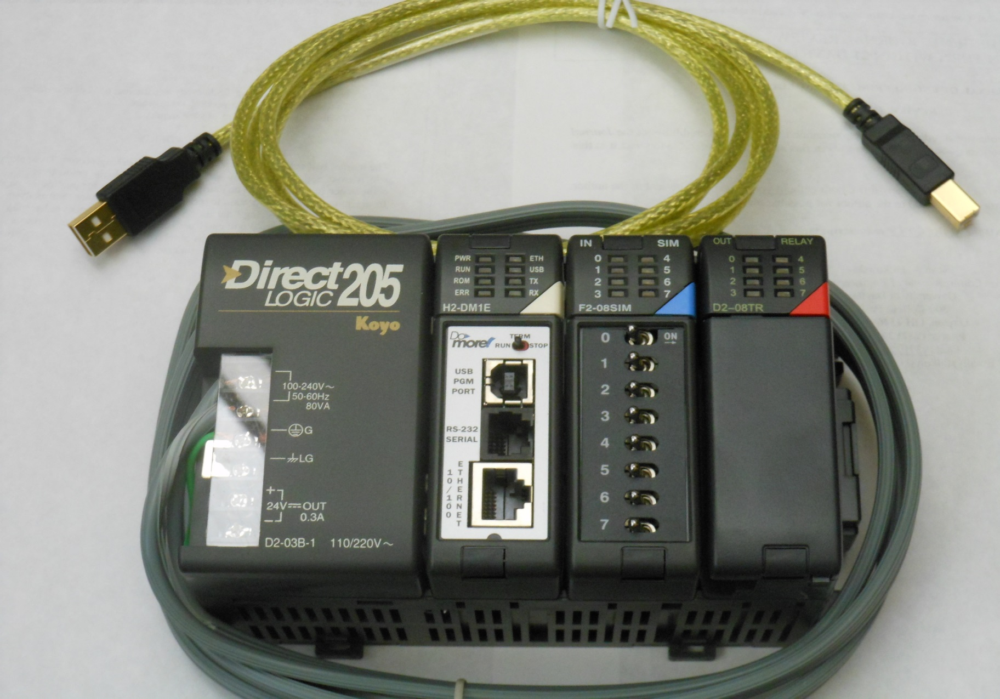 Direct
LOGIC 205
Koyo
100-240V~
50-60Hz
80VA
G
LG
+
24V OUT
0.3A
D2-03B-1 110/220V~
PWR ETH
RUN USB
ROM TX
ERR RX
H2-DM1E
Do
more!
TERM
RUN STOP
USB
PGM
PORT
RS-232
SERIAL
ETHERNET
10/100
IN SIM
0 4
1 5
2 6
3 7
F2-08SIM
0 ON
1
2
3
4
5
6
7
OUT RELAY
0 4
1 5
2 6
3 7
D2-08TR